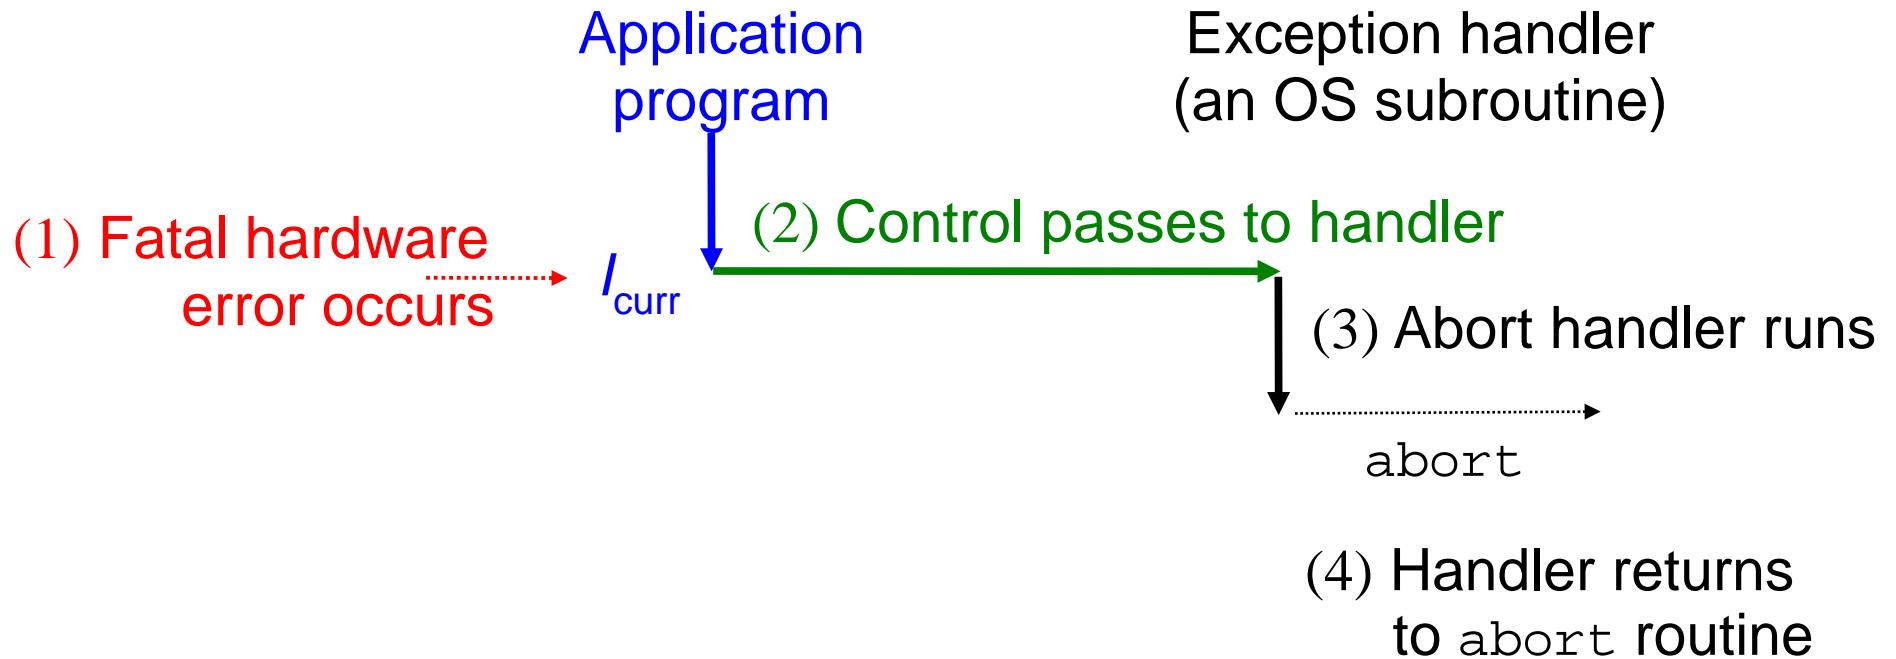 Application
program
Exception handler
(an OS subroutine)
(1) Fatal hardware
error occurs
Icurr
(2) Control passes to handler
(3) Abort handler runs
abort
(4) Handler returns
to abort routine